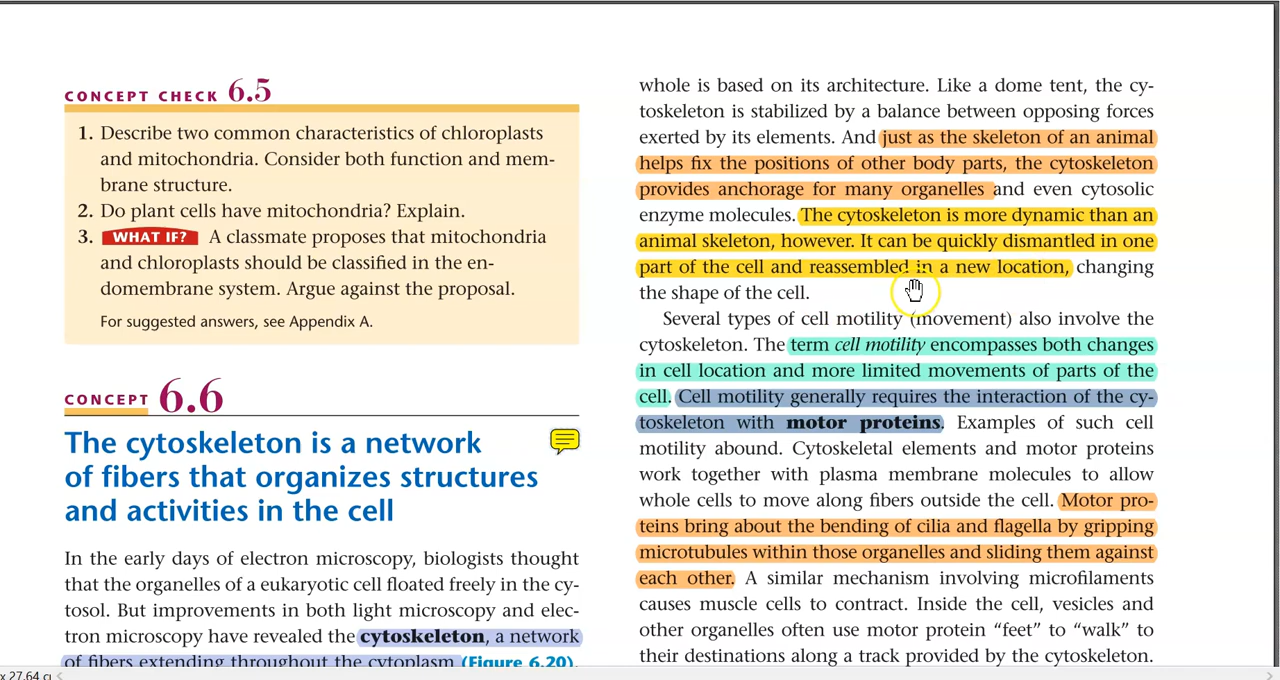 CONCEPT CHECK 6.5
1. Describe two common characteristics of chloroplasts
and mitochondria. Consider both function and mem-
brane structure.
2. Do plant cells have mitochondria? Explain.
3. WHAT IF? A classmate proposes that mitochondria
and chloroplasts should be classified in the en-
domembrane system. Argue against the proposal.
For suggested answers, see Appendix A.
CONCEPT 6.6
The cytoskeleton is a network
of fibers that organizes structures
and activities in the cell
In the early days of electron microscopy, biologists thought
that the organelles of a eukaryotic cell floated freely in the cy-
tosol. But improvements in both light microscopy and elec-
tron microscopy have revealed the cytoskeleton, a network
of fibers extending throughout the cytoplasm (Figure 6.20).
whole is based on its architecture. Like a dome tent, the cy-
toskeleton is stabilized by a balance between opposing forces
exerted by its elements. And just as the skeleton of an animal
helps fix the positions of other body parts, the cytoskeleton
provides anchorage for many organelles and even cytosolic
enzyme molecules. The cytoskeleton is more dynamic than an
animal skeleton, however. It can be quickly dismantled in one
part of the cell and reassembled in a new location, changing
the shape of the cell.
Several types of cell motility (movement) also involve the
cytoskeleton. The term cell motility encompasses both changes
in cell location and more limited movements of parts of the
cell. Cell motility generally requires the interaction of the cy-
toskeleton with motor proteins. Examples of such cell
motility abound. Cytoskeletal elements and motor proteins
work together with plasma membrane molecules to allow
whole cells to move along fibers outside the cell. Motor pro-
teins bring about the bending of cilia and flagella by gripping
microtubules within those organelles and sliding them against
each other. A similar mechanism involving microfilaments
causes muscle cells to contract. Inside the cell, vesicles and
other organelles often use motor protein “feet” to “walk” to
their destinations along a track provided by the cytoskeleton.
x 27.64 c